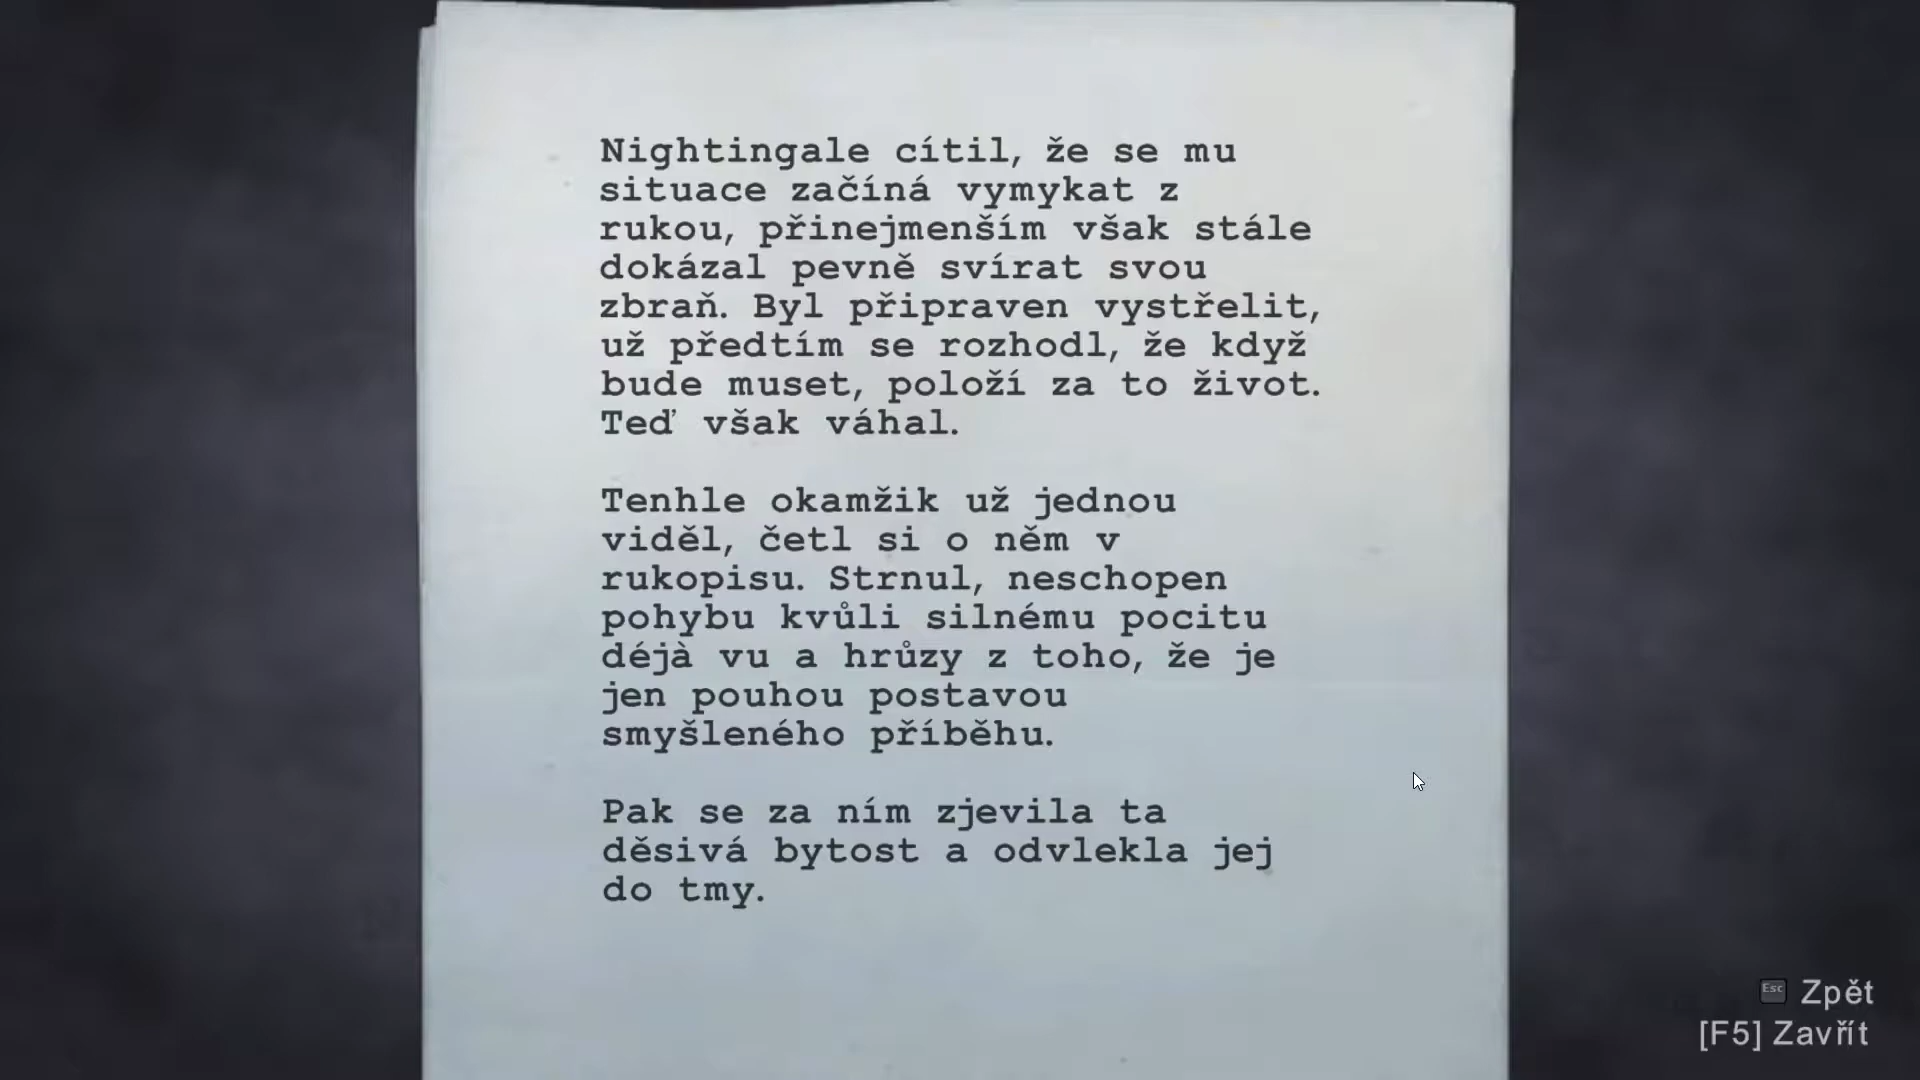 Nightingale cítil, že se mu
situace začíná vymykat z
rukou, přinejmenším však stále
dokázal pevně svírat svou
zbraň. Byl připraven vystřelit,
už předtím se rozhodl, že když
bude muset, položí za to život.
Teď však váhal.
Tenhle okamžik už jednou
viděl, četl si o něm v
rukopisu. Strnul, neschopen
pohybu kvůli silnému pocitu
déjà vu a hrůzy z toho, že je
jen pouhou postavou
smyšleného příběhu.
Pak se za ním zjevila ta
děsivá bytost a odvlekla jej
do tmy.
Esc Zpět
[F5] Zavřít